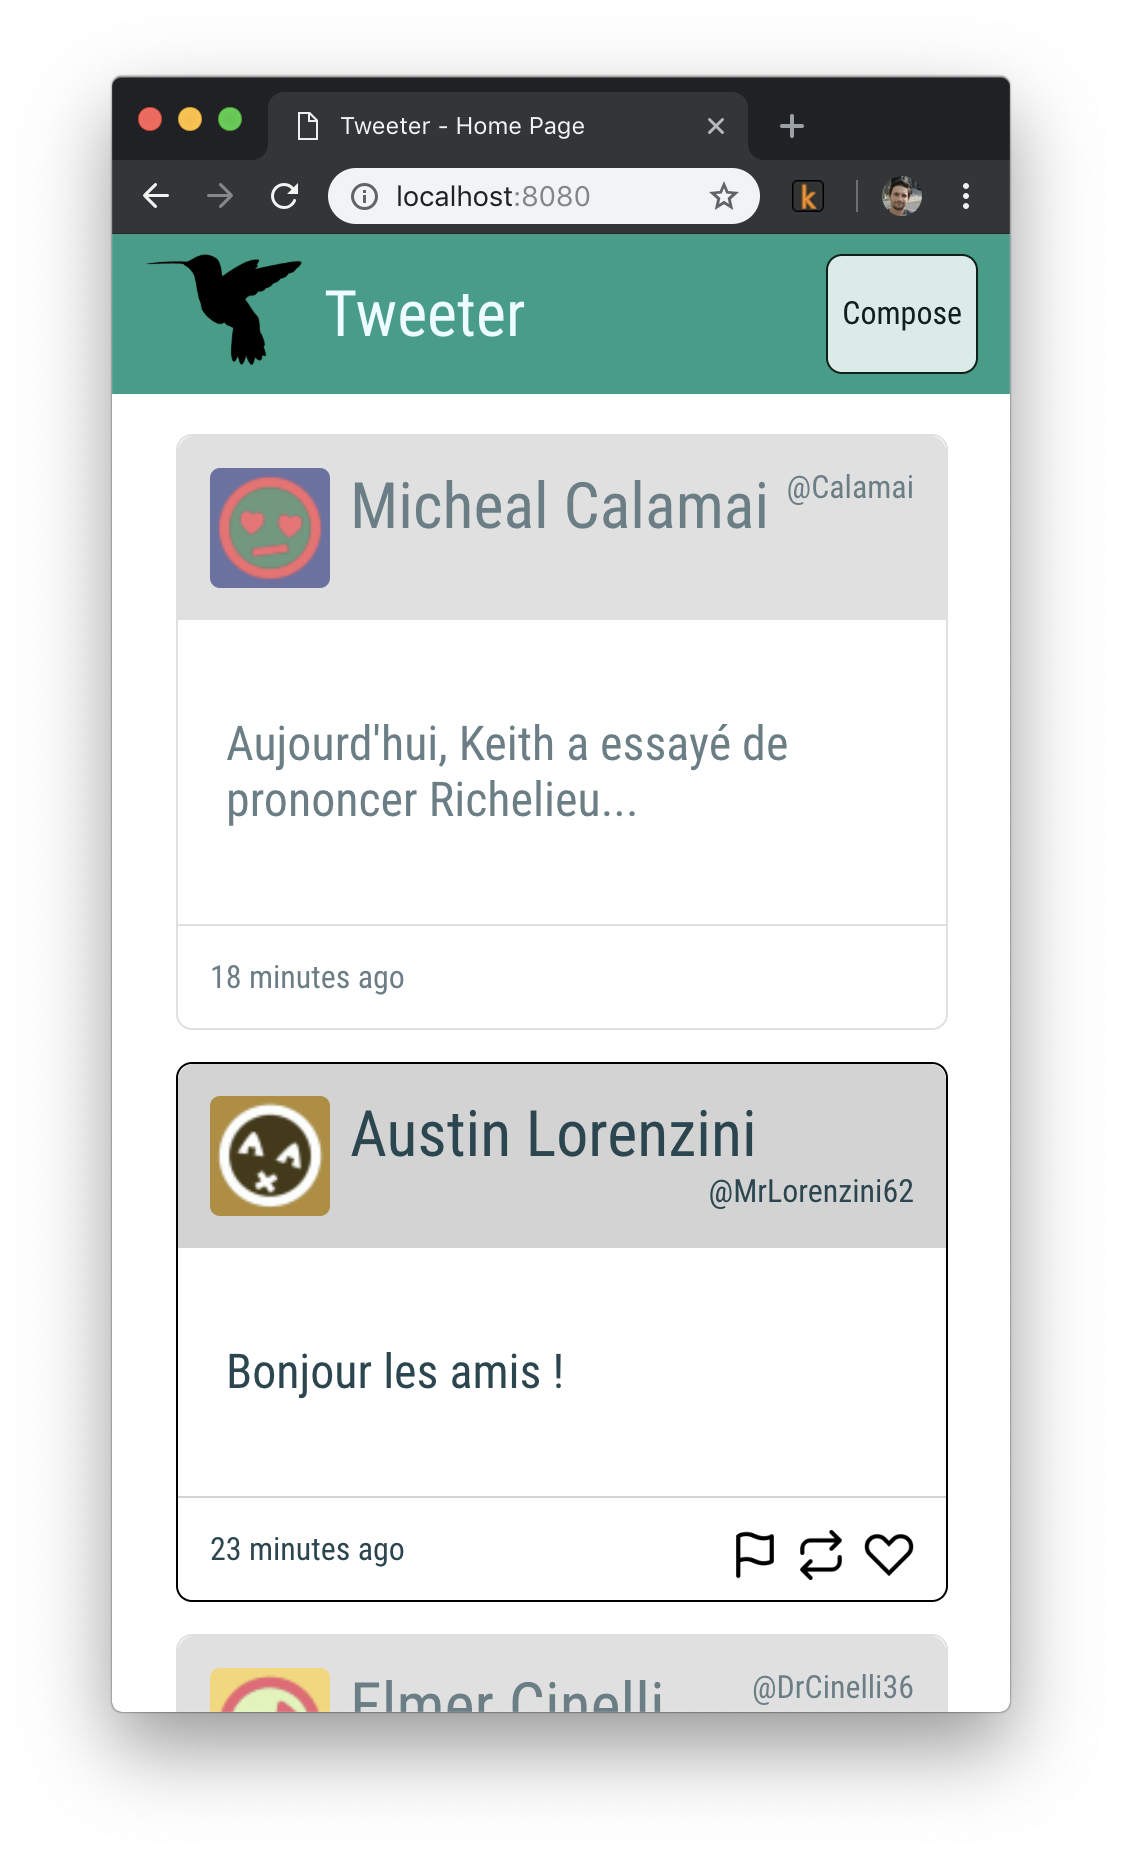 Tweeter - Home Page
localhost:8080
k
Tweeter
Compose
Micheal Calamai @Calamai
Aujourd'hui, Keith a essayé de
prononcer Richelieu...
18 minutes ago
Austin Lorenzini
@MrLorenzini62
Bonjour les amis !
23 minutes ago
Elmer Cinelli @DrCinelli36